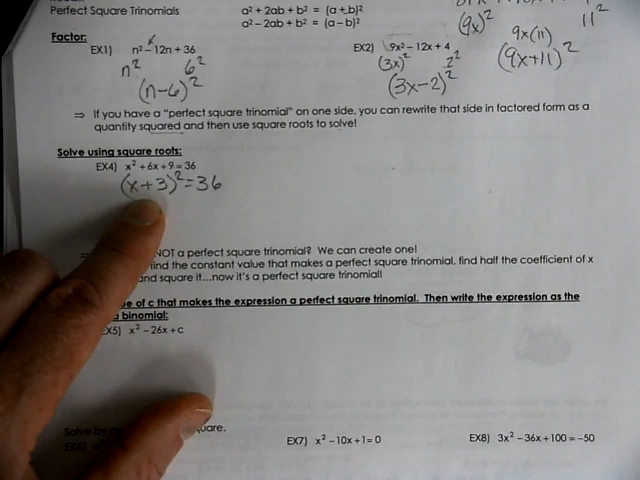 Perfect Square Trinomials
a² + 2ab + b² = (a + b)²
a² – 2ab + b² = (a – b)²
(9x)² 11²
9x(11)
(9x+11)²
Factor:
EX1) n² – 12n + 36
n² 6²
(n-6)²
EX2) 9x² – 12x + 4
(3x)² 2²
(3x-2)²
⇒ If you have a "perfect square trinomial" on one side, you can rewrite that side in factored form as a
quantity squared and then use square roots to solve!
Solve using square roots:
EX4) x² + 6x + 9 = 36
(x+3)²=36
NOT a perfect square trinomial? We can create one!
find the constant value that makes a perfect square trinomial, find half the coefficient of x
and square it...now it's a perfect square trinomial!
of c that makes the expression a perfect square trinomial. Then write the expression as the
binomial:
EX5) x² – 26x + c
Solve by
EX7) x² – 10x + 1 = 0
EX8) 3x² – 36x + 100 = –50